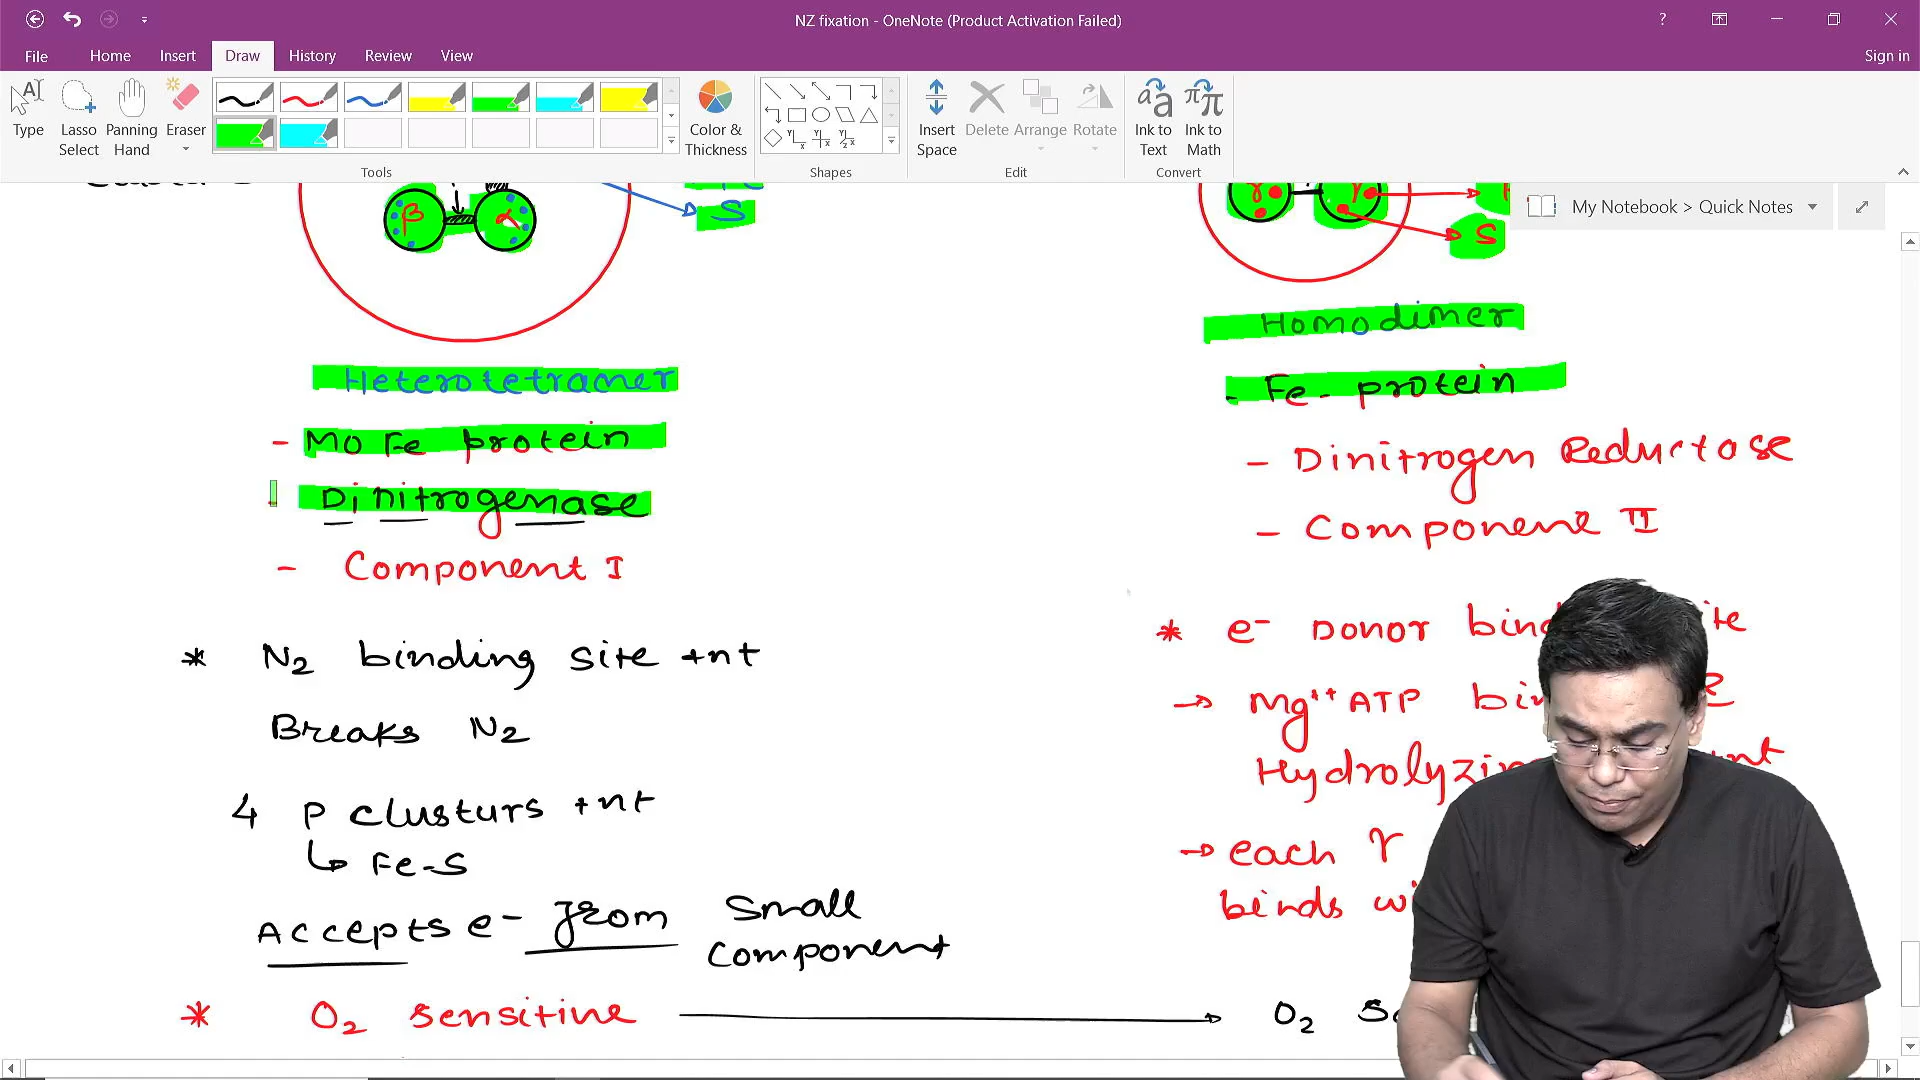 NZ fixation - OneNote (Product Activation Failed)
File Home Insert Draw History Review View
Sign in
Type
Lasso Select
Panning Hand
Eraser
Color & Thickness
Insert Space
Delete
Arrange
Rotate
Ink to Text
Ink to Math
Tools
Shapes
Edit
Convert
My Notebook > Quick Notes
β α
S
γ
S
Heterotetramer
- Mo Fe protein
Dinitrogenase
- Component I
* N2 binding site +nt
Breaks N2
4 P clusturs +nt
↳ Fe-S
Accepts e- from Small
component
* O2 sensitine
Homodimer
- Fe - protein
- Dinitrogen Reductase
- Component II
* e- Donor
→ Mg++ ATP
→ each γ
binds
O2